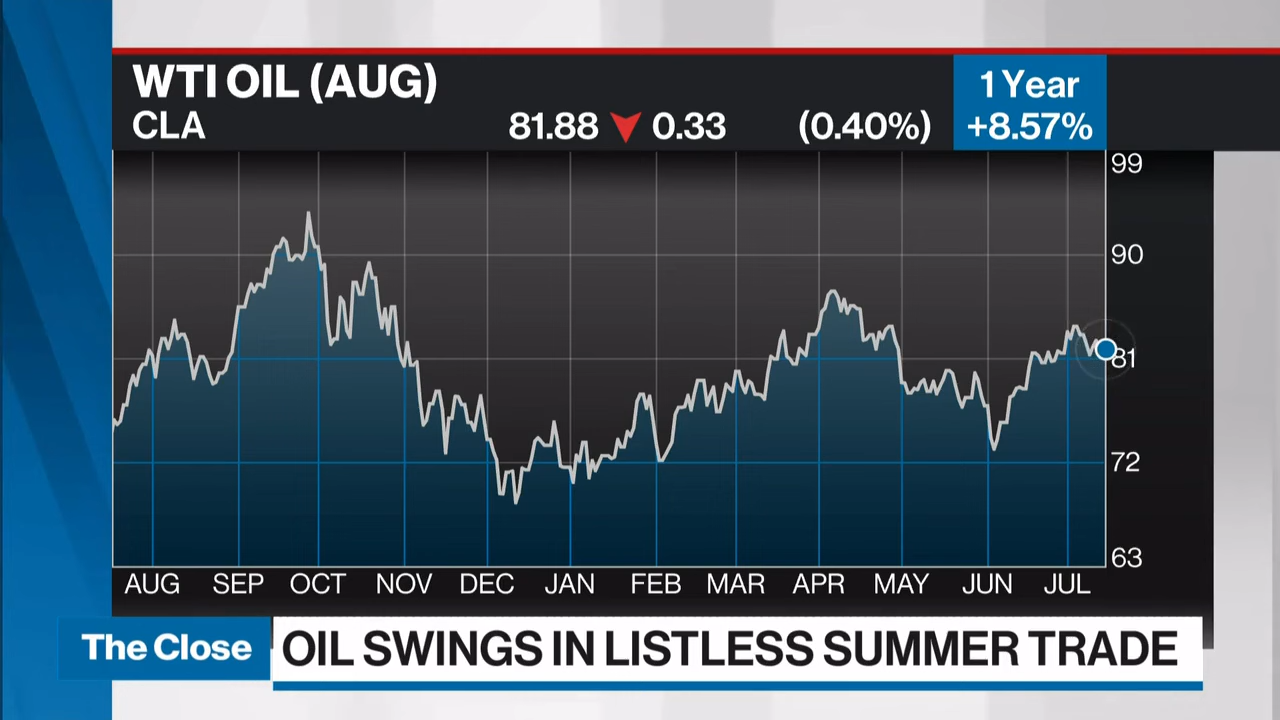 WTI OIL (AUG)
CLA 81.88 0.33 (0.40%)
1 Year
+8.57%
99
90
81
72
63
AUG SEP OCT NOV DEC JAN FEB MAR APR MAY JUN JUL
The Close
OIL SWINGS IN LISTLESS SUMMER TRADE